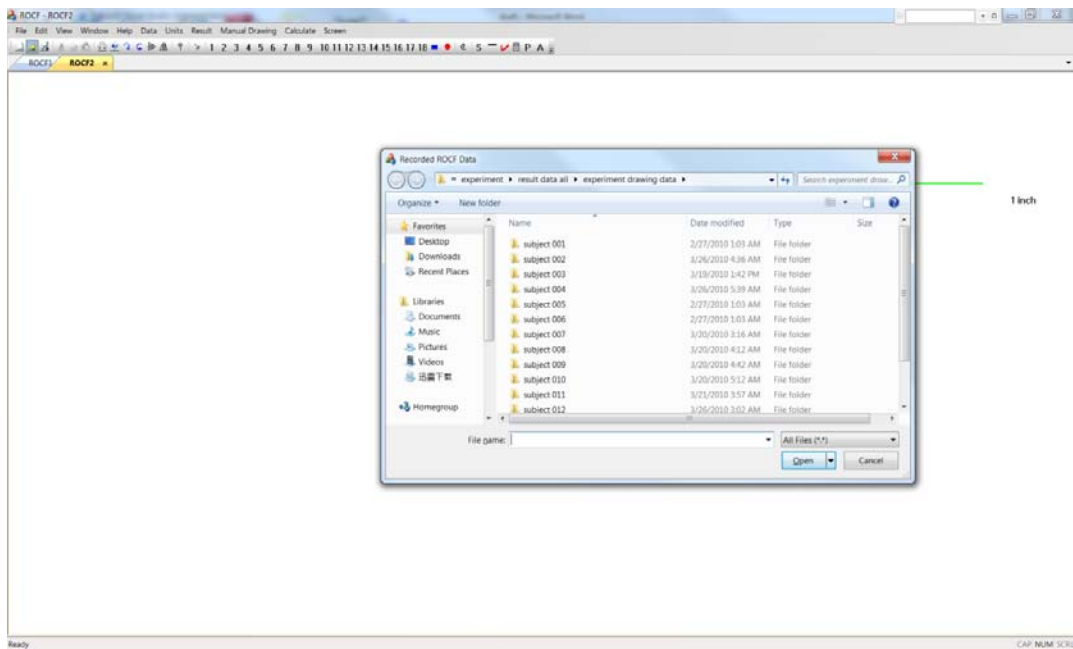 ROCF - ROCF2
File Edit View Window Help Data Units Result Manual Drawing Calculate Screen
1 2 3 4 5 6 7 8 9 10 11 12 13 14 15 16 17 18 S P A
ROCF1 ROCF2
Recorded ROCF Data
experiment result data all experiment drawing data Search experiment draw...
Organize New folder
1 inch
Name Date modified Type Size
Favorites
Desktop
Downloads
Recent Places
Libraries
Documents
Music
Pictures
Videos
迅雷下载
Homegroup
subject 001 2/27/2010 1:03 AM File folder
subject 002 3/26/2010 4:36 AM File folder
subject 003 3/19/2010 1:42 PM File folder
subject 004 3/26/2010 5:39 AM File folder
subject 005 2/27/2010 1:03 AM File folder
subject 006 2/27/2010 1:03 AM File folder
subject 007 3/20/2010 3:16 AM File folder
subject 008 3/20/2010 4:12 AM File folder
subject 009 3/20/2010 4:42 AM File folder
subject 010 3/20/2010 5:12 AM File folder
subject 011 3/21/2010 3:57 AM File folder
subject 012 3/26/2010 3:02 AM File folder
File name: All Files (*.*)
Open Cancel
Ready CAP NUM SCRL